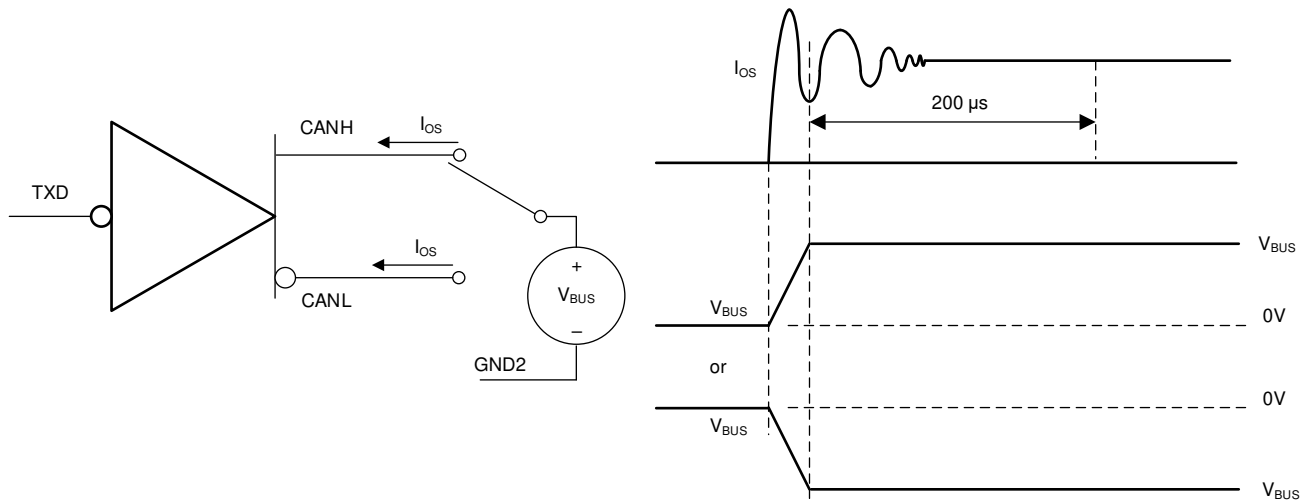 TXD
CANH
I_OS
I_OS
CANL
+
V_BUS
–
GND2
I_OS
200 µs
V_BUS
V_BUS
0V
or
0V
V_BUS
V_BUS